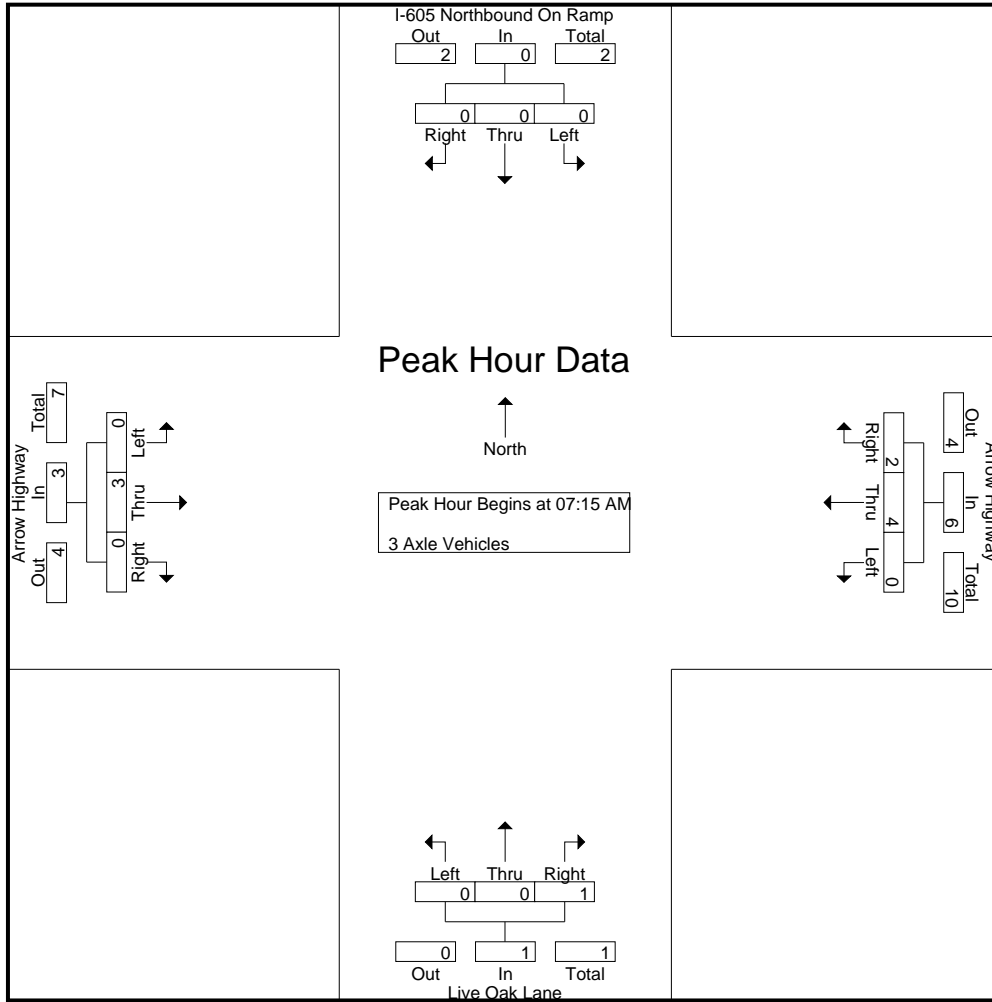 I-605 Northbound On Ramp
Out In Total
2 0 2
0 0 0
Right Thru Left
Peak Hour Data
North
Peak Hour Begins at 07:15 AM
3 Axle Vehicles
Arrow Highway
Out In Total
4 3 7
Right Thru Left
0 3 0
Arrow Highway
Out In Total
4 6 10
Right Thru Left
2 4 0
Left Thru Right
0 0 1
0 1 1
Out In Total
Live Oak Lane